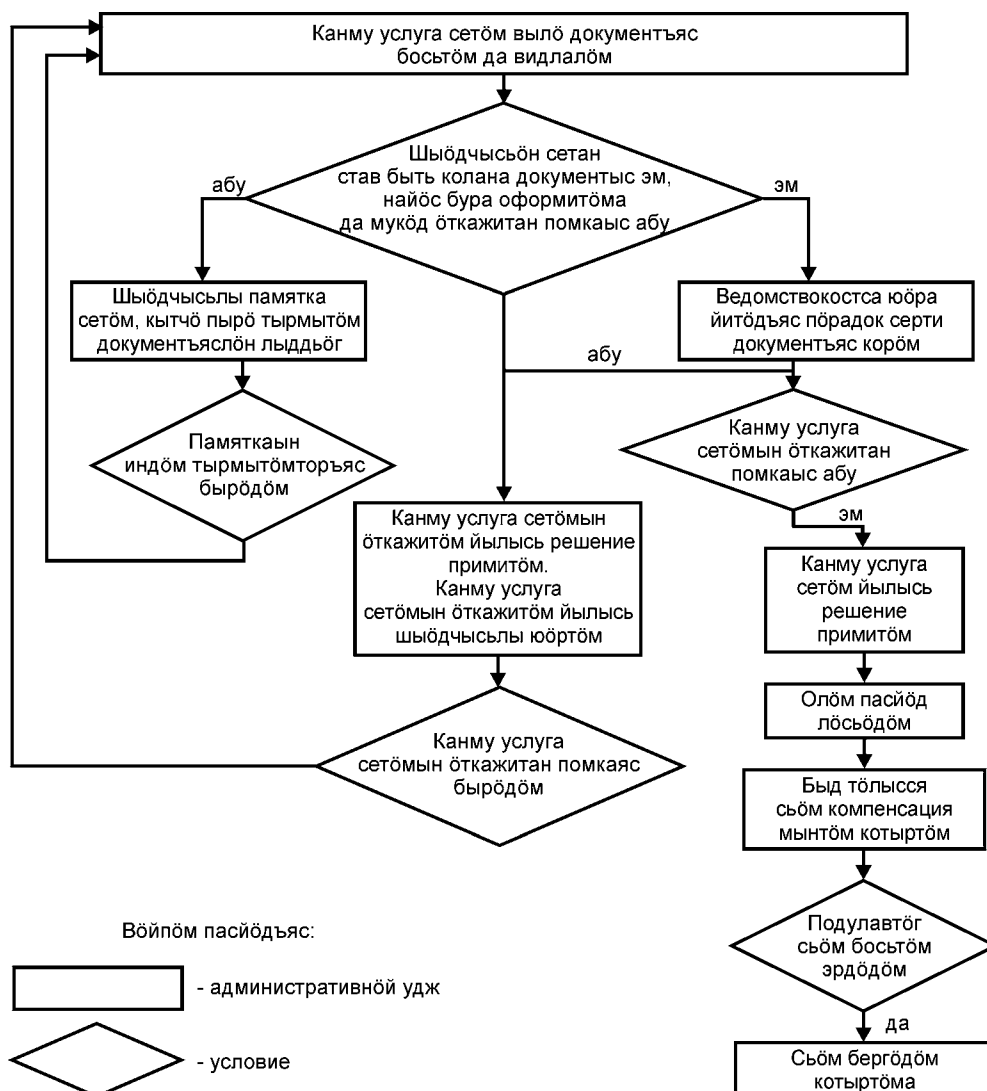 Канму услуга сетӧм вылӧ документъяс
босьтӧм да видлалӧм
Шыӧдчысьӧн сетан
став быть колана документыс эм,
найӧс бура оформитӧма
да мукӧд ӧткажитан помкаыс абу
абу
эм
Шыӧдчысьлы памятка
сетӧм, кытчӧ пырӧ тырмытӧм
документъяслӧн лыддьӧг
Ведомствокостса юӧра
йитӧдъяс пӧрадок серти
документъяс корӧм
абу
Памяткаын
индӧм тырмытӧмторъяс
бырӧдӧм
Канму услуга
сетӧмын ӧткажитан
помкаыс абу
эм
Канму услуга сетӧмын
ӧткажитӧм йылысь решение
примитӧм.
Канму услуга
сетӧмын ӧткажитӧм йылысь
шыӧдчысьлы юӧртӧм
Канму услуга
сетӧм йылысь
решение
примитӧм
Олӧм пасйӧд
лӧсьӧдӧм
Канму услуга
сетӧмын ӧткажитан помкаяс
бырӧдӧм
Быд тӧлысся
сьӧм компенсация
мынтӧм котыртӧм
Подулавтӧг
сьӧм босьтӧм
эрдӧдӧм
да
Сьӧм бергӧдӧм
котыртӧма
Вӧйпӧм пасйӧдъяс:
- административнӧй удж
- условие